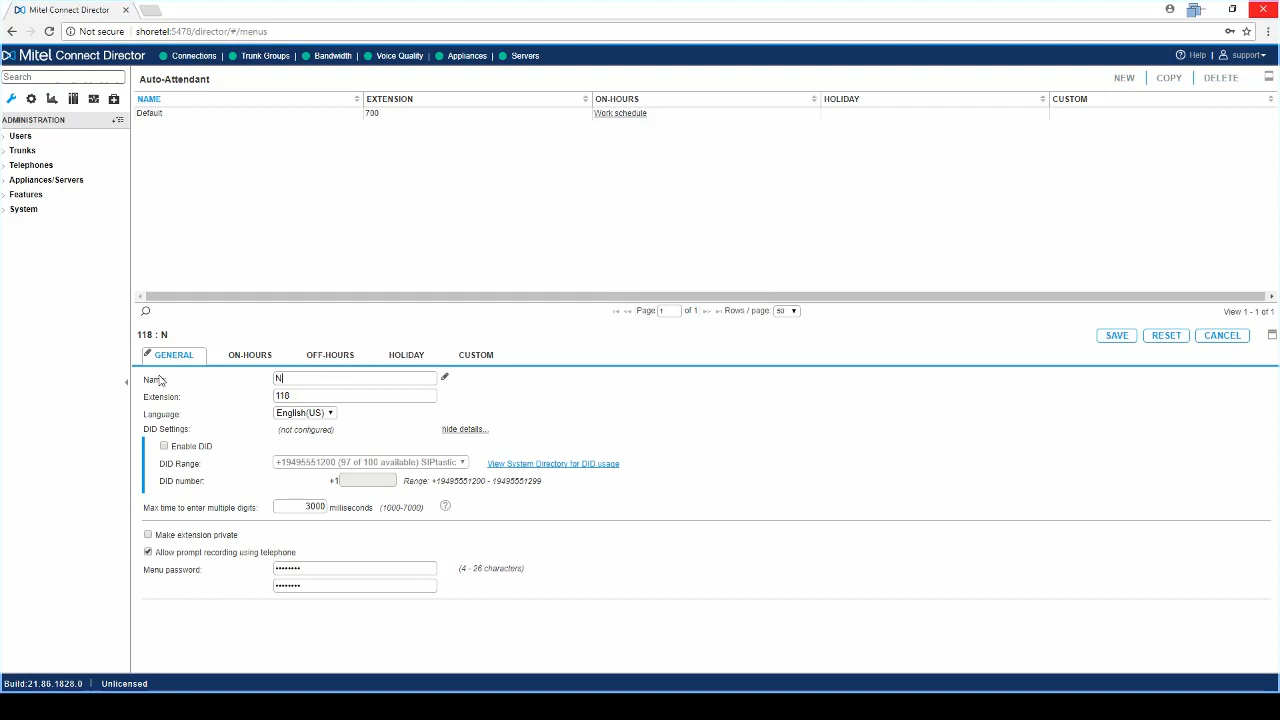 Mitel Connect Director
Not secure shoretel:5478/director/#/menus
Mitel Connect Director Connections Trunk Groups Bandwidth Voice Quality Appliances Servers Help support
Search
Auto-Attendant NEW COPY DELETE
NAME EXTENSION ON-HOURS HOLIDAY CUSTOM
Default 700 Work schedule
ADMINISTRATION
Users
Trunks
Telephones
Appliances/Servers
Features
System
Page 1 of 1 Rows / page: 50 View 1 - 1 of 1
118 : N SAVE RESET CANCEL
GENERAL ON-HOURS OFF-HOURS HOLIDAY CUSTOM
Name: N
Extension: 118
Language: English(US)
DID Settings: (not configured) hide details...
Enable DID
DID Range: +19495551200 (97 of 100 available) SIPtastic View System Directory for DID usage
DID number: +1 Range: +19495551200 - 19495551299
Max time to enter multiple digits: 3000 milliseconds (1000-7000) ?
Make extension private
Allow prompt recording using telephone
Menu password: •••••••• (4 - 26 characters)
••••••••
Build:21.86.1828.0 Unlicensed